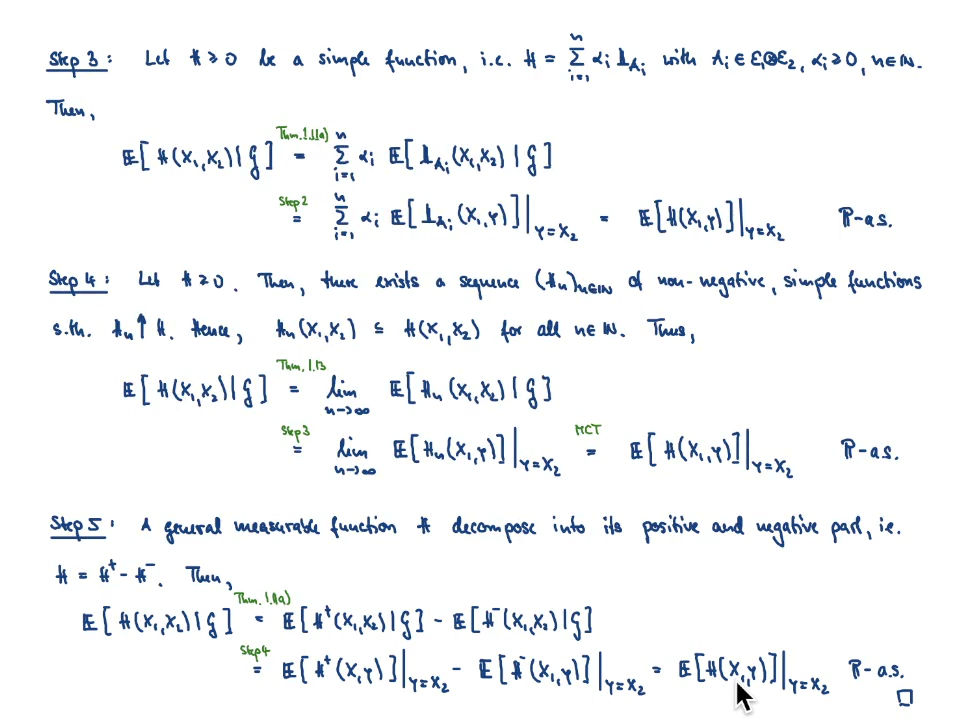 Step 3: Let H ≥ 0 be a simple function, i.e. H = ∑_{i=1}^{n} α_i 𝟙_{A_i} with A_i ∈ ℰ_1⊗ℰ_2, α_i ≥ 0, n ∈ ℕ.
Then,
𝔼[H(X_1,X_2)|𝒢] =^{Thm. 1.11a)} ∑_{i=1}^{n} α_i 𝔼[𝟙_{A_i}(X_1,X_2)|𝒢]
=^{Step 2} ∑_{i=1}^{n} α_i 𝔼[𝟙_{A_i}(X_1,y)]|_{y=X_2} = 𝔼[H(X_1,y)]|_{y=X_2} ℙ-a.s.
Step 4: Let H ≥ 0. Then, there exists a sequence (H_n)_{n∈ℕ} of non-negative, simple functions
s.th. H_n ↑ H. Hence, H_n(X_1,X_2) ≤ H(X_1,X_2) for all n ∈ ℕ. Thus,
𝔼[H(X_1,X_2)|𝒢] =^{Thm. 1.13} lim_{n→∞} 𝔼[H_n(X_1,X_2)|𝒢]
=^{Step 3} lim_{n→∞} 𝔼[H_n(X_1,y)]|_{y=X_2} =^{MCT} 𝔼[H(X_1,y)]|_{y=X_2} ℙ-a.s.
Step 5: A general measurable function H decompose into its positive and negative part, i.e.
H = H^+ - H^-. Then,
𝔼[H(X_1,X_2)|𝒢] =^{Thm. 1.11a)} 𝔼[H^+(X_1,X_2)|𝒢] - 𝔼[H^-(X_1,X_2)|𝒢]
=^{Step 4} 𝔼[H^+(X_1,y)]|_{y=X_2} - 𝔼[H^-(X_1,y)]|_{y=X_2} = 𝔼[H(X_1,y)]|_{y=X_2} ℙ-a.s.
□